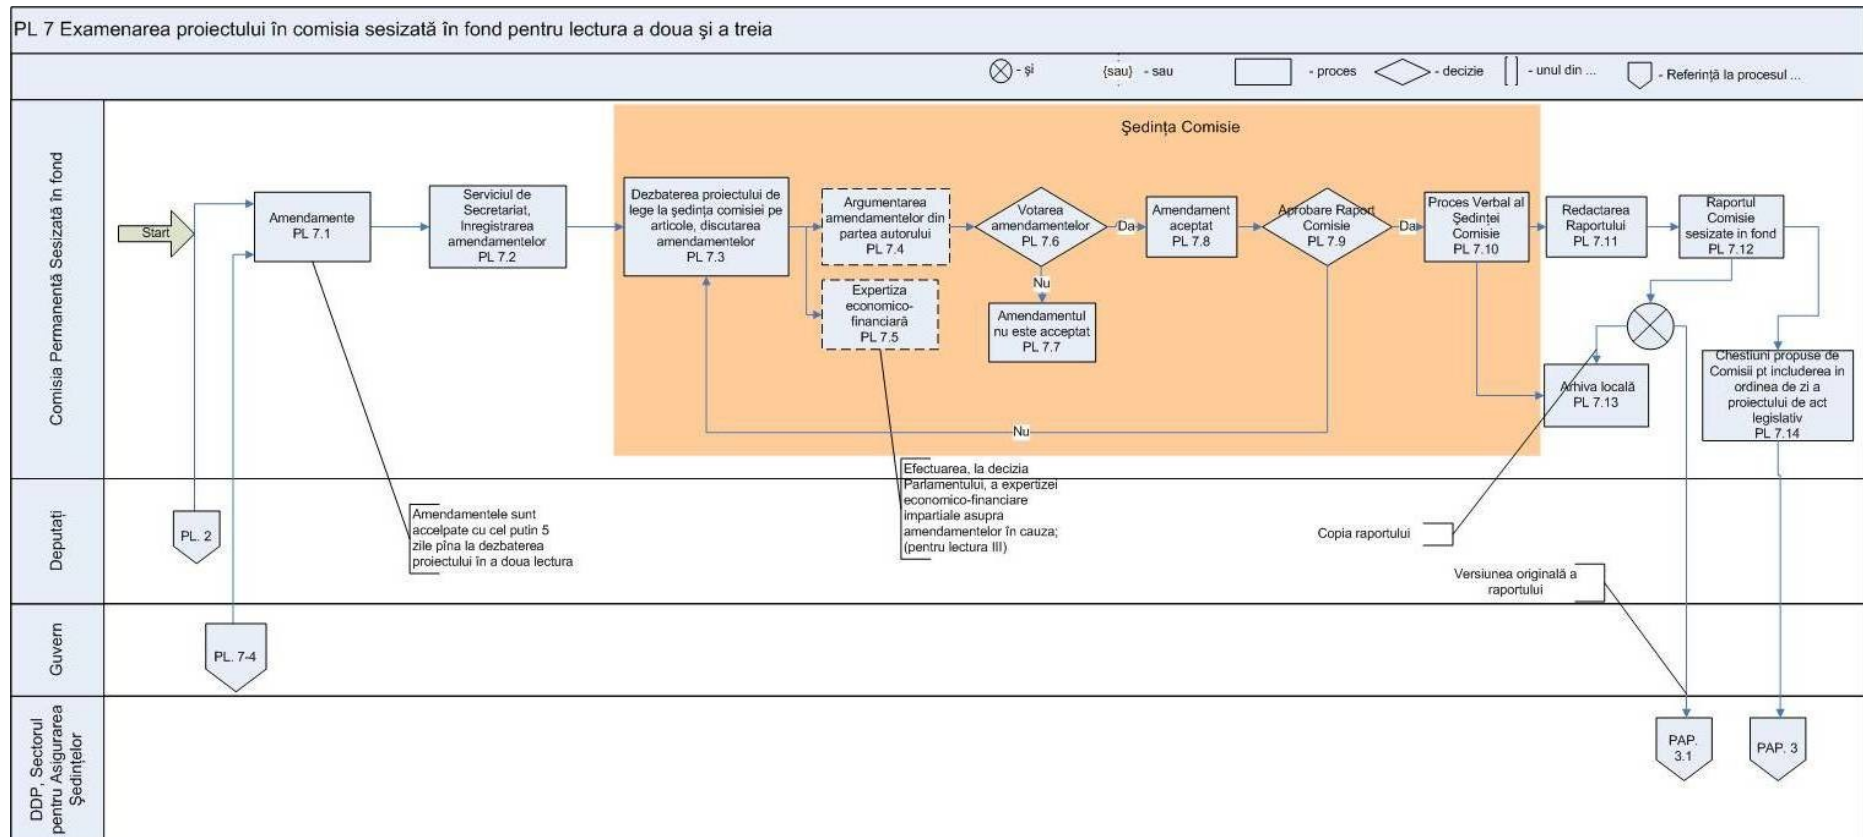 PL 7 Examenarea proiectului în comisia sesizată în fond pentru lectura a doua şi a treia
- şi
{sau} - sau
- proces
- decizie
- unul din ...
- Referinţă la procesul ...
Comisia Permanentă Sesizată în fond
Şedinţa Comisie
Start
Amendamente
PL 7.1
Serviciul de
Secretariat,
Inregistrarea
amendamentelor
PL 7.2
Dezbaterea proiectului de
lege la şedinţa comisiei pe
articole, discutarea
amendamentelor
PL 7.3
Argumentarea
amendamentelor din
partea autorului
PL 7.4
Expertiza
economico-
financiară
PL 7.5
Votarea
amendamentelor
PL 7.6
Da
Nu
Amendamentul
nu este acceptat
PL 7.7
Amendament
acceptat
PL 7.8
Aprobare Raport
Comisie
PL 7.9
Da
Nu
Proces Verbal al
Şedinţei
Comisie
PL 7.10
Redactarea
Raportului
PL 7.11
Raportul
Comisie
sesizate in fond
PL 7.12
Arhiva locală
PL 7.13
Chestiuni propuse de
Comisii pt includerea in
ordinea de zi a
proiectului de act
legislativ
PL 7.14
Deputaţi
PL. 2
Amendamentele sunt
accelpate cu cel putin 5
zile pîna la dezbaterea
proiectului în a doua lectura
Efectuarea, la decizia
Parlamentului, a expertizei
economico-financiare
impartiale asupra
amendamentelor în cauza;
(pentru lectura III)
Copia raportului
Versiunea originală a
raportului
Guvern
PL. 7-4
DDP, Sectorul
pentru Asigurarea
Şedinţelor
PAP.
3.1
PAP. 3